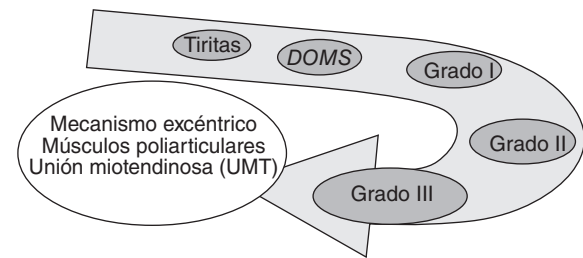 Tiritas
DOMS
Grado I
Grado II
Grado III
Mecanismo excéntrico
Músculos poliarticulares
Unión miotendinosa (UMT)